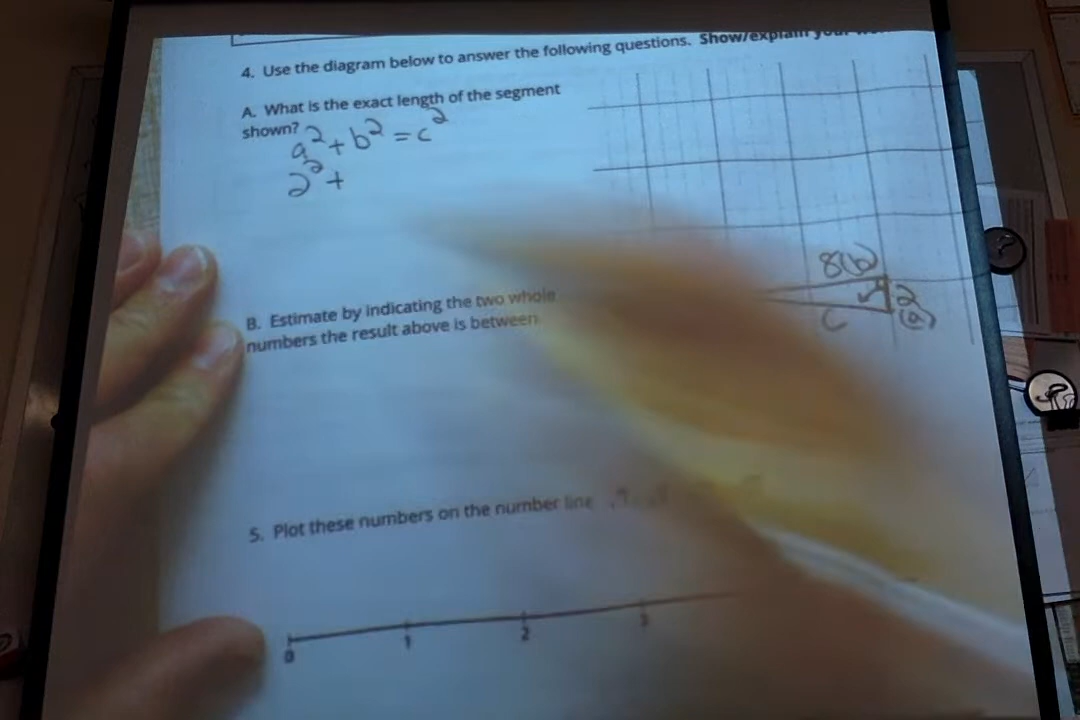 4. Use the diagram below to answer the following questions. Show/explain your
A. What is the exact length of the segment
shown?
a² + b² = c²
2² +
8(b)
2
(a)
c
B. Estimate by indicating the two whole
numbers the result above is between
5. Plot these numbers on the number line
0 1 2 3